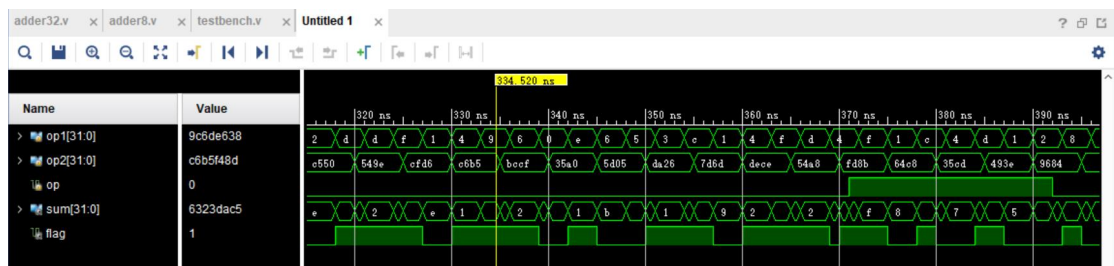 adder32.v × adder8.v × testbench.v × Untitled 1 ×
334.520 ns
Name Value
320 ns 330 ns 340 ns 350 ns 360 ns 370 ns 380 ns 390 ns
op1[31:0] 9c6de638 2 d d f 1 4 9 6 0 e 6 5 3 c 1 4 f d 4 f 1 c 4 d 1 2 8
op2[31:0] c6b5f48d c550 549e cfd6 c6b5 bccf 35a0 5d05 da26 7d6d dece 54a8 fd8b 64c8 35cd 493e 9684
op 0
sum[31:0] 6323dac5 e 2 e 1 2 1 b 1 9 2 2 f 8 7 5
flag 1